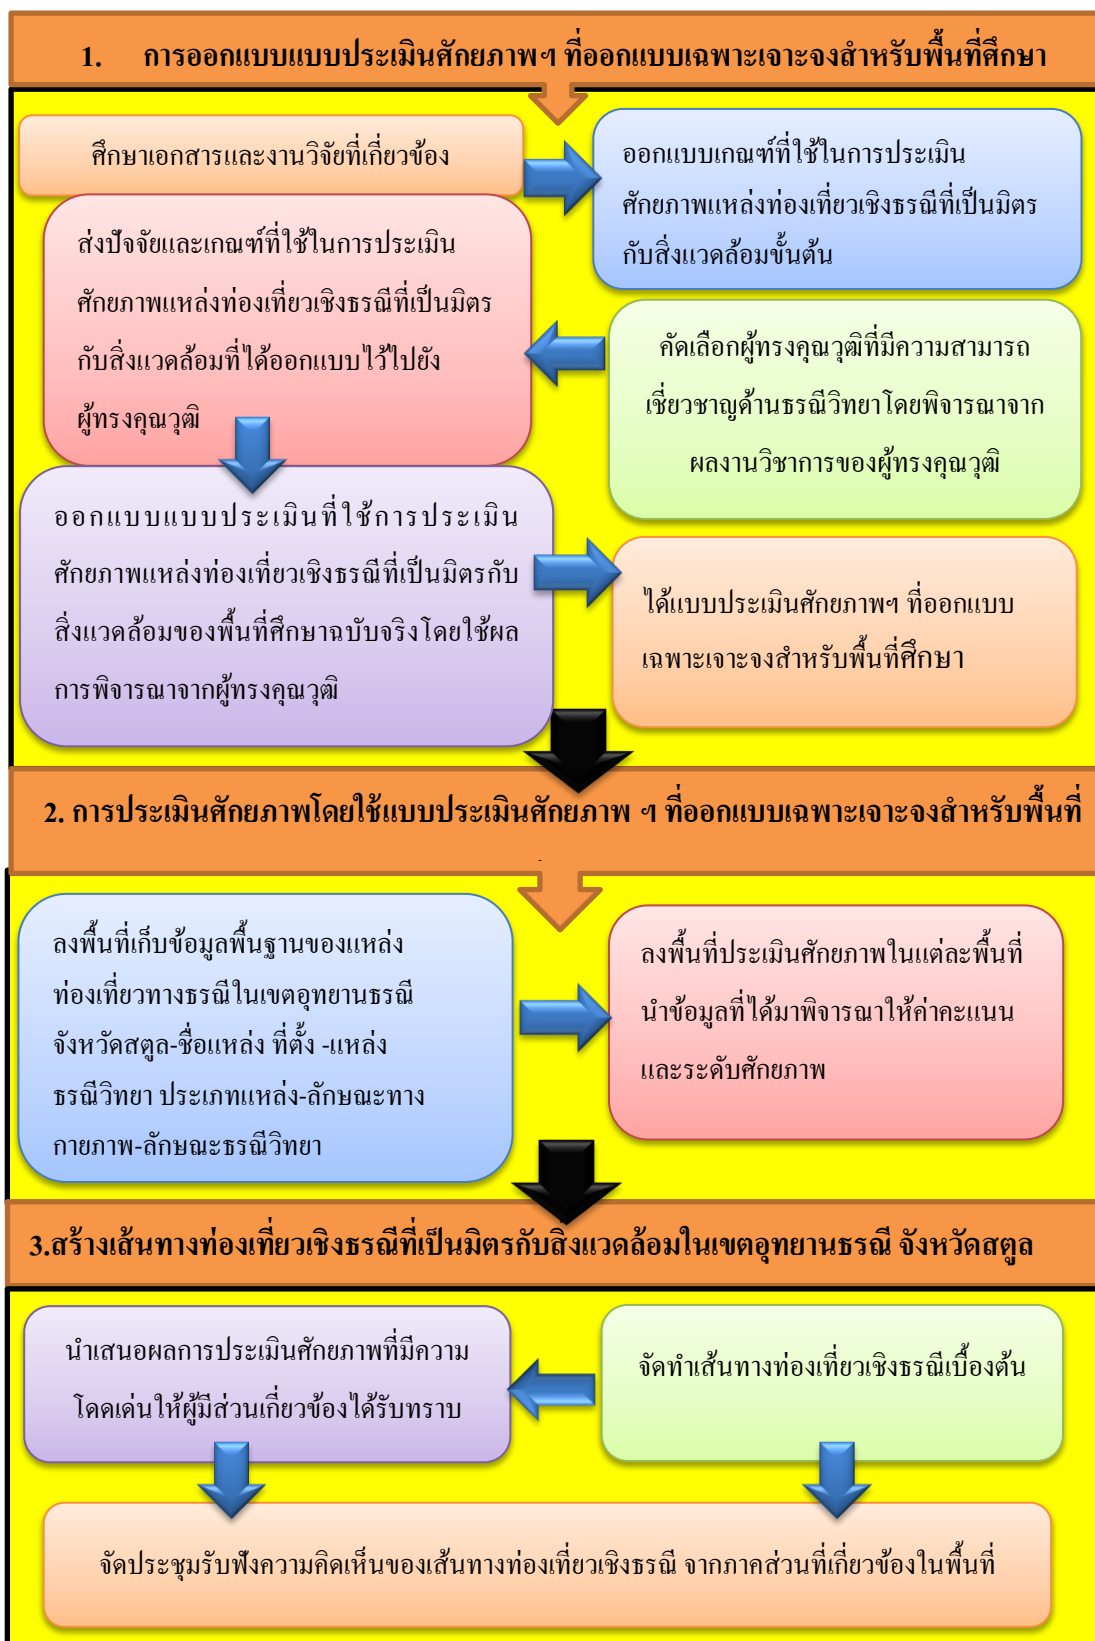 1. การออกแบบแบบประเมินศักยภาพฯ ที่ออกแบบเฉพาะเจาะจงสำหรับพื้นที่ศึกษา
ศึกษาเอกสารและงานวิจัยที่เกี่ยวข้อง
ออกแบบเกณฑ์ที่ใช้ในการประเมิน
ศักยภาพแหล่งท่องเที่ยวเชิงธรณีที่เป็นมิตร
กับสิ่งแวดล้อมขั้นต้น
คัดเลือกผู้ทรงคุณวุฒิที่มีความสามารถ
เชี่ยวชาญด้านธรณีวิทยาโดยพิจารณาจาก
ผลงานวิชาการของผู้ทรงคุณวุฒิ
ส่งปัจจัยและเกณฑ์ที่ใช้ในการประเมิน
ศักยภาพแหล่งท่องเที่ยวเชิงธรณีที่เป็นมิตร
กับสิ่งแวดล้อมที่ได้ออกแบบไว้ไปยัง
ผู้ทรงคุณวุฒิ
ออกแบบแบบประเมินที่ใช้การประเมิน
ศักยภาพแหล่งท่องเที่ยวเชิงธรณีที่เป็นมิตรกับ
สิ่งแวดล้อมของพื้นที่ศึกษาฉบับจริงโดยใช้ผล
การพิจารณาจากผู้ทรงคุณวุฒิ
ได้แบบประเมินศักยภาพฯ ที่ออกแบบ
เฉพาะเจาะจงสำหรับพื้นที่ศึกษา
2. การประเมินศักยภาพโดยใช้แบบประเมินศักยภาพ ฯ ที่ออกแบบเฉพาะเจาะจงสำหรับพื้นที่
ลงพื้นที่เก็บข้อมูลพื้นฐานของแหล่ง
ท่องเที่ยวทางธรณีในเขตอุทยานธรณี
จังหวัดสตูล-ชื่อแหล่ง ที่ตั้ง -แหล่ง
ธรณีวิทยา ประเภทแหล่ง-ลักษณะทาง
กายภาพ-ลักษณะธรณีวิทยา
ลงพื้นที่ประเมินศักยภาพในแต่ละพื้นที่
นำข้อมูลที่ได้มาพิจารณาให้ค่าคะแนน
และระดับศักยภาพ
3.สร้างเส้นทางท่องเที่ยวเชิงธรณีที่เป็นมิตรกับสิ่งแวดล้อมในเขตอุทยานธรณี จังหวัดสตูล
นำเสนอผลการประเมินศักยภาพที่มีความ
โดดเด่นให้ผู้มีส่วนเกี่ยวข้องได้รับทราบ
จัดทำเส้นทางท่องเที่ยวเชิงธรณีเบื้องต้น
จัดประชุมรับฟังความคิดเห็นของเส้นทางท่องเที่ยวเชิงธรณี จากภาคส่วนที่เกี่ยวข้องในพื้นที่